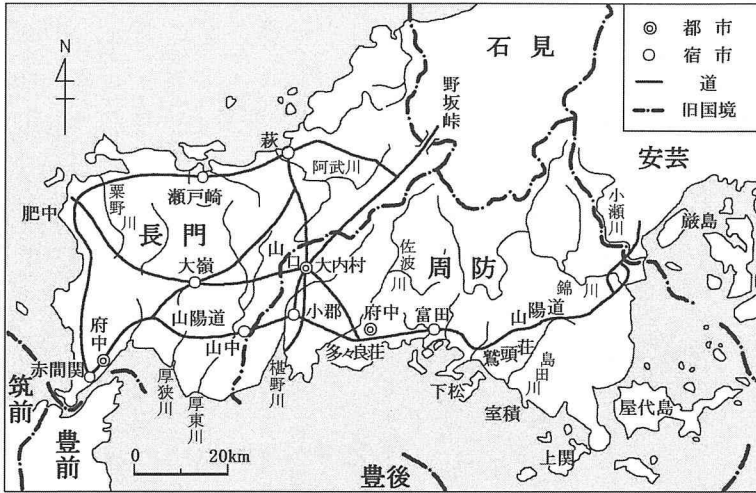 都市
宿市
道
旧国境
N
石見
野坂峠
安芸
萩
阿武川
小瀬川
厳島
瀬戸崎
肥中
粟野川
長門
山口
大内村
佐波川
周防
錦川
大嶺
小郡
府中
富田
山陽道
府中
山陽道
山中
多々良荘
鷲頭荘
島田川
赤間関
厚狭川
厚東川
椹野川
下松
室積
屋代島
筑前
豊前
上関
豊後
0
20km